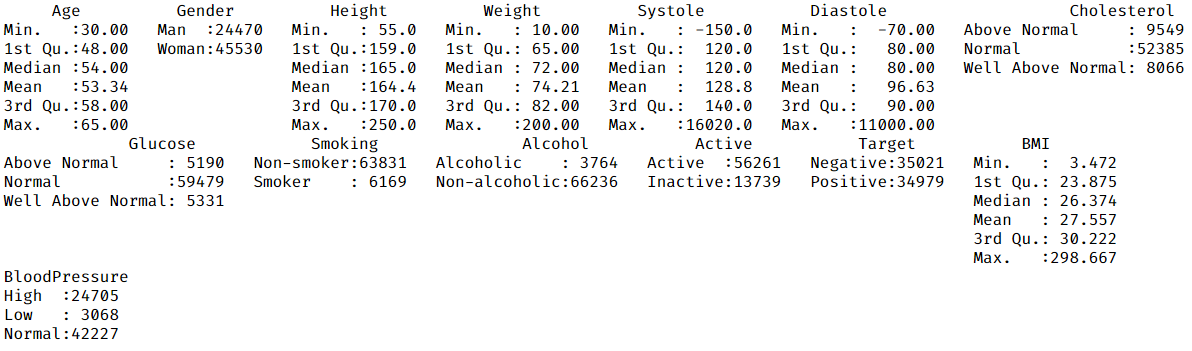 Age Gender Height Weight Systole Diastole Cholesterol
Min. :30.00 Man :24470 Min. : 55.0 Min. : 10.00 Min. : -150.0 Min. : -70.00 Above Normal : 9549
1st Qu.:48.00 Woman:45530 1st Qu.:159.0 1st Qu.: 65.00 1st Qu.: 120.0 1st Qu.: 80.00 Normal :52385
Median :54.00 Median :165.0 Median : 72.00 Median : 120.0 Median : 80.00 Well Above Normal: 8066
Mean :53.34 Mean :164.4 Mean : 74.21 Mean : 128.8 Mean : 96.63
3rd Qu.:58.00 3rd Qu.:170.0 3rd Qu.: 82.00 3rd Qu.: 140.0 3rd Qu.: 90.00
Max. :65.00 Max. :250.0 Max. :200.00 Max. :16020.0 Max. :11000.00
Glucose Smoking Alcohol Active Target BMI
Above Normal : 5190 Non-smoker:63831 Alcoholic : 3764 Active :56261 Negative:35021 Min. : 3.472
Normal :59479 Smoker : 6169 Non-alcoholic:66236 Inactive:13739 Positive:34979 1st Qu.: 23.875
Well Above Normal: 5331 Median : 26.374
Mean : 27.557
3rd Qu.: 30.222
Max. :298.667
BloodPressure
High :24705
Low : 3068
Normal:42227